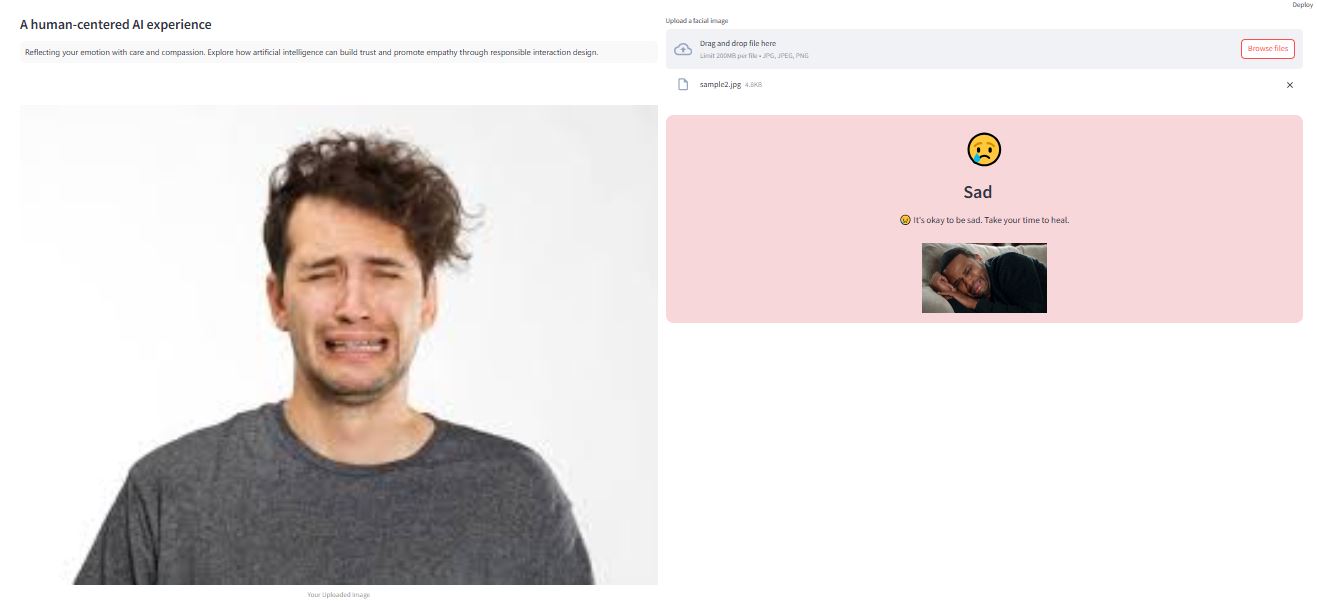 Deploy
A human-centered AI experience
Reflecting your emotion with care and compassion. Explore how artificial intelligence can build trust and promote empathy through responsible interaction design.
Your Uploaded Image
Upload a facial image
Drag and drop file here
Limit 200MB per file • JPG, JPEG, PNG
Browse files
sample2.jpg 4.8KB
Sad
It's okay to be sad. Take your time to heal.